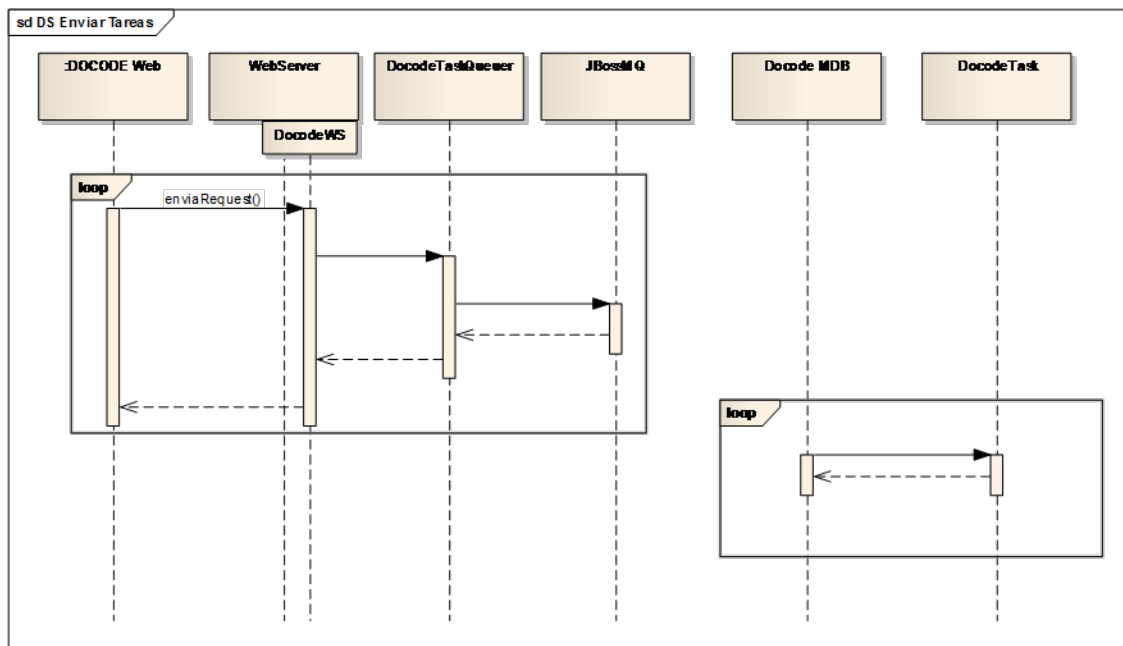 sd DS Enviar Tareas
:DOCODE Web
WebServer
DocodeTaskQueuer
JBossMQ
Docode MDB
DocodeTask
DocodeWS
loop
enviaRequest()
loop